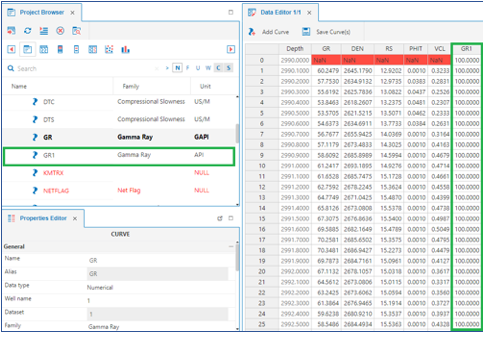 Project Browser
Search
N F U W C S
Name Family Unit
DTC Compressional Slowness US/M
DTS Compressional Slowness US/M
GR Gamma Ray GAPI
GR1 Gamma Ray API
KMTRX NULL
NETFLAG Net Flag NULL
Properties Editor
CURVE
General
Name GR
Alias GR
Data type Numerical
Well name 1
Dataset 1
Family Gamma Ray
Data Editor 1/1
Add Curve Save Curve(s)
Depth GR DEN RS PHIT VCL GR1
0 2990.0000 NaN NaN NaN NaN NaN 100.0000
1 2990.1000 60.2479 2645.1790 12.9202 0.0010 0.3233 100.0000
2 2990.2000 57.7530 2634.9132 12.9735 0.0383 0.2831 100.0000
3 2990.3000 55.6192 2625.7836 13.0822 0.0437 0.2526 100.0000
4 2990.4000 53.8463 2618.2607 13.2375 0.0481 0.2307 100.0000
5 2990.5000 53.5705 2621.5215 13.5071 0.0462 0.2333 100.0000
6 2990.6000 54.6373 2634.6911 13.7733 0.0384 0.2631 100.0000
7 2990.7000 56.7677 2655.9425 14.0369 0.0010 0.3164 100.0000
8 2990.8000 57.1179 2673.4833 14.3025 0.0010 0.4163 100.0000
9 2990.9000 58.6092 2685.8989 14.5994 0.0010 0.4679 100.0000
10 2991.0000 61.2417 2693.1895 14.9276 0.0010 0.4714 100.0000
11 2991.1000 61.6528 2685.7475 15.1728 0.0010 0.4661 100.0000
12 2991.2000 62.7592 2678.2245 15.3624 0.0010 0.4558 100.0000
13 2991.3000 64.7749 2671.0425 15.4870 0.0010 0.4399 100.0000
14 2991.4000 65.8126 2673.0808 15.5378 0.0010 0.4738 100.0000
15 2991.5000 67.3075 2678.8636 15.5400 0.0010 0.4987 100.0000
16 2991.6000 69.5885 2682.1649 15.4789 0.0010 0.5049 100.0000
17 2991.7000 70.2581 2685.6502 15.3575 0.0010 0.4795 100.0000
18 2991.8000 70.3481 2686.9427 15.2273 0.0010 0.4479 100.0000
19 2991.9000 69.7873 2684.7161 15.0961 0.0010 0.4127 100.0000
20 2992.0000 67.1132 2678.1057 15.0318 0.0010 0.3617 100.0000
21 2992.1000 64.5612 2673.0806 15.0115 0.0010 0.3317 100.0000
22 2992.2000 63.2425 2673.6062 15.0594 0.0010 0.3560 100.0000
23 2992.3000 61.3864 2676.9465 15.1914 0.0010 0.3727 100.0000
24 2992.4000 59.6238 2680.9210 15.3537 0.0010 0.3937 100.0000
25 2992.5000 58.5486 2684.4934 15.5363 0.0010 0.4328 100.0000